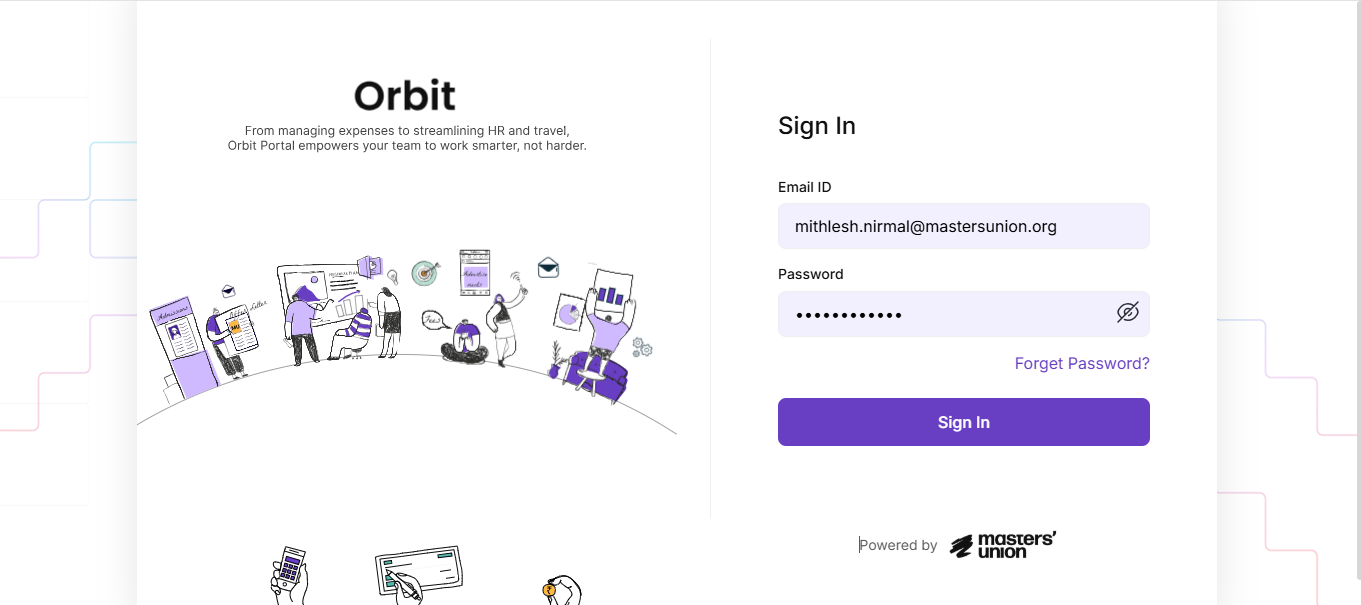 Orbit
From managing expenses to streamlining HR and travel,
Orbit Portal empowers your team to work smarter, not harder.
Admissions
Offer Letter
MU
Fees
Sign In
Email ID
mithlesh.nirmal@mastersunion.org
Password
••••••••••••
Forget Password?
Sign In
Powered by
masters'
union
₹